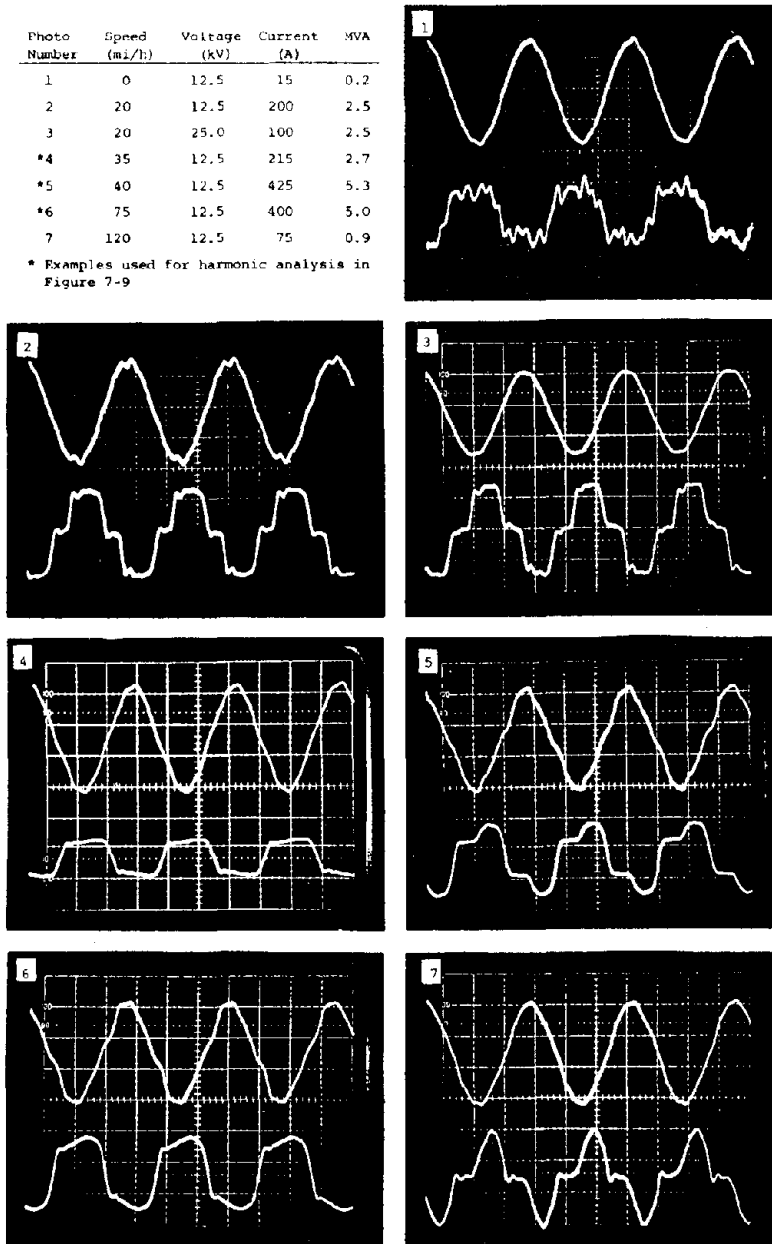 Photo Speed Voltage Current MVA
Number (mi/h) (kV) (A)
1 0 12.5 15 0.2
2 20 12.5 200 2.5
3 20 25.0 100 2.5
*4 35 12.5 215 2.7
*5 40 12.5 425 5.3
*6 75 12.5 400 5.0
7 120 12.5 75 0.9
* Examples used for harmonic analysis in
Figure 7-9
1
2
3
4
5
6
7